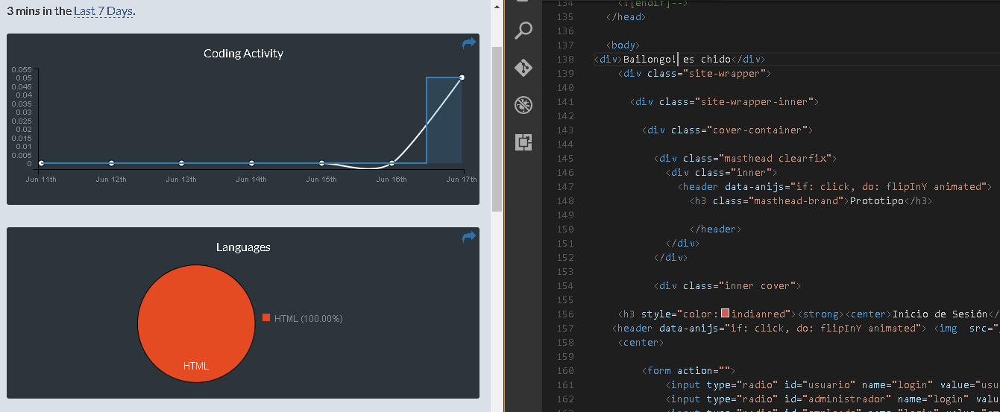 3 mins in the Last 7 Days.
Coding Activity
0.055
0.05
0.045
0.04
0.035
0.03
0.025
0.02
0.015
0.01
0.005
0
Jun 11th
Jun 12th
Jun 13th
Jun 14th
Jun 15th
Jun 16th
Jun 17th
Languages
HTML (100.00%)
HTML
134 <![endif]-->
135 </head>
136
137 <body>
138 <div>Bailongo! es chido</div>
139 <div class="site-wrapper">
140
141 <div class="site-wrapper-inner">
142
143 <div class="cover-container">
144
145 <div class="masthead clearfix">
146 <div class="inner">
147 <header data-anijs="if: click, do: flipInY animated">
148 <h3 class="masthead-brand">Prototipo</h3>
149
150 </header>
151 </div>
152 </div>
153
154 <div class="inner cover">
155
156 <h3 style="color:indianred"><strong><center>Inicio de Sesión</
157 <header data-anijs="if: click, do: flipInY animated"> <img src="
158 <center>
159
160 <form action="">
161 <input type="radio" id="usuario" name="login" value="usu
162 <input type="radio" id="administrador" name="login" valu